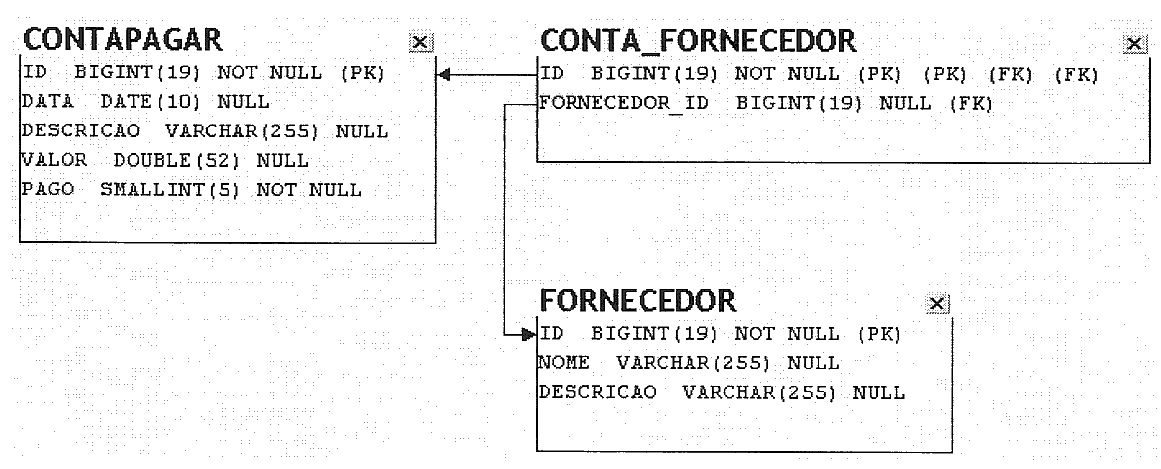 CONTAPAGAR
ID BIGINT(19) NOT NULL (PK)
DATA DATE(10) NULL
DESCRICAO VARCHAR(255) NULL
VALOR DOUBLE(52) NULL
PAGO SMALLINT(5) NOT NULL
CONTA_FORNECEDOR
ID BIGINT(19) NOT NULL (PK) (PK) (FK) (FK)
FORNECEDOR_ID BIGINT(19) NULL (FK)
FORNECEDOR
ID BIGINT(19) NOT NULL (PK)
NOME VARCHAR(255) NULL
DESCRICAO VARCHAR(255) NULL